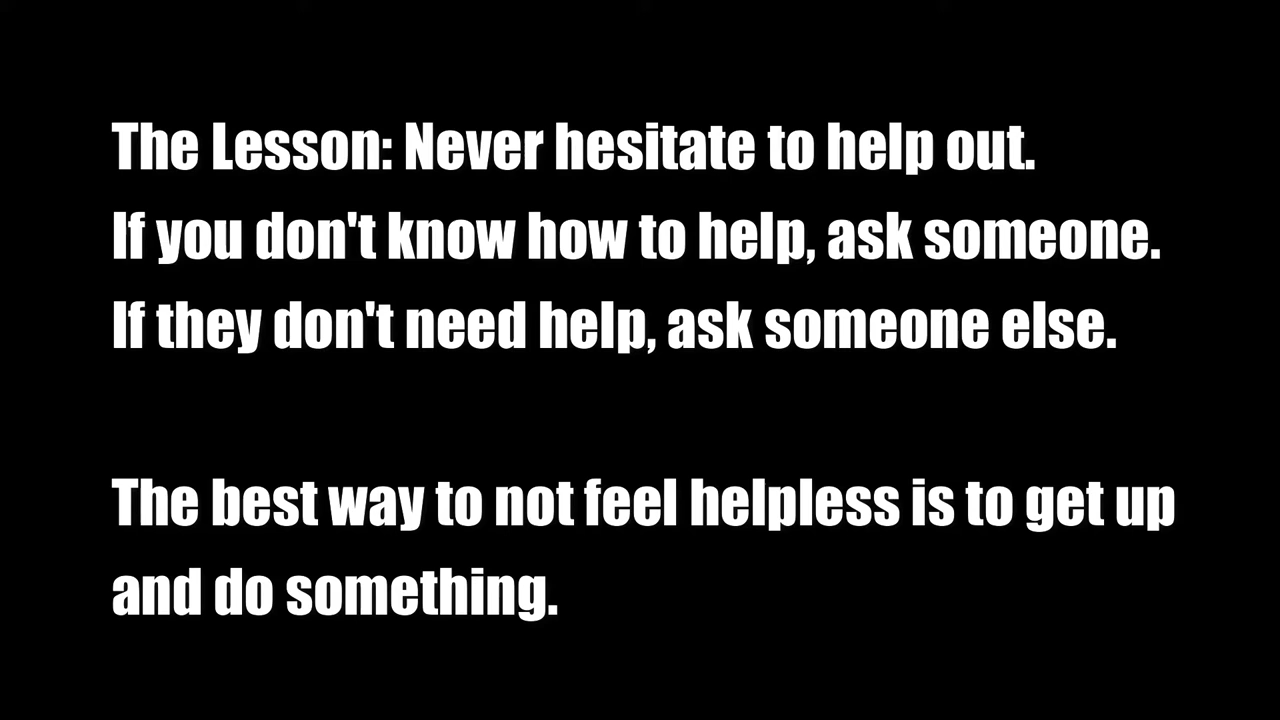 The Lesson: Never hesitate to help out.
If you don't know how to help, ask someone.
If they don't need help, ask someone else.
The best way to not feel helpless is to get up
and do something.